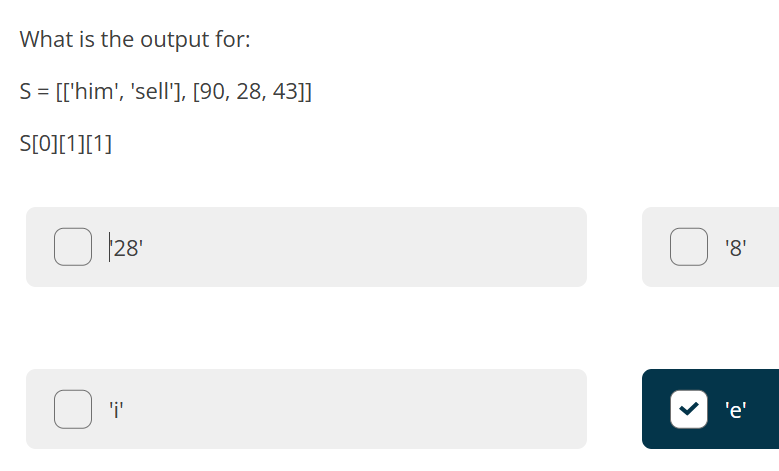 What is the output for:
S = [['him', 'sell'], [90, 28, 43]]
S[0][1][1]
'28'
'8'
'i'
'e'